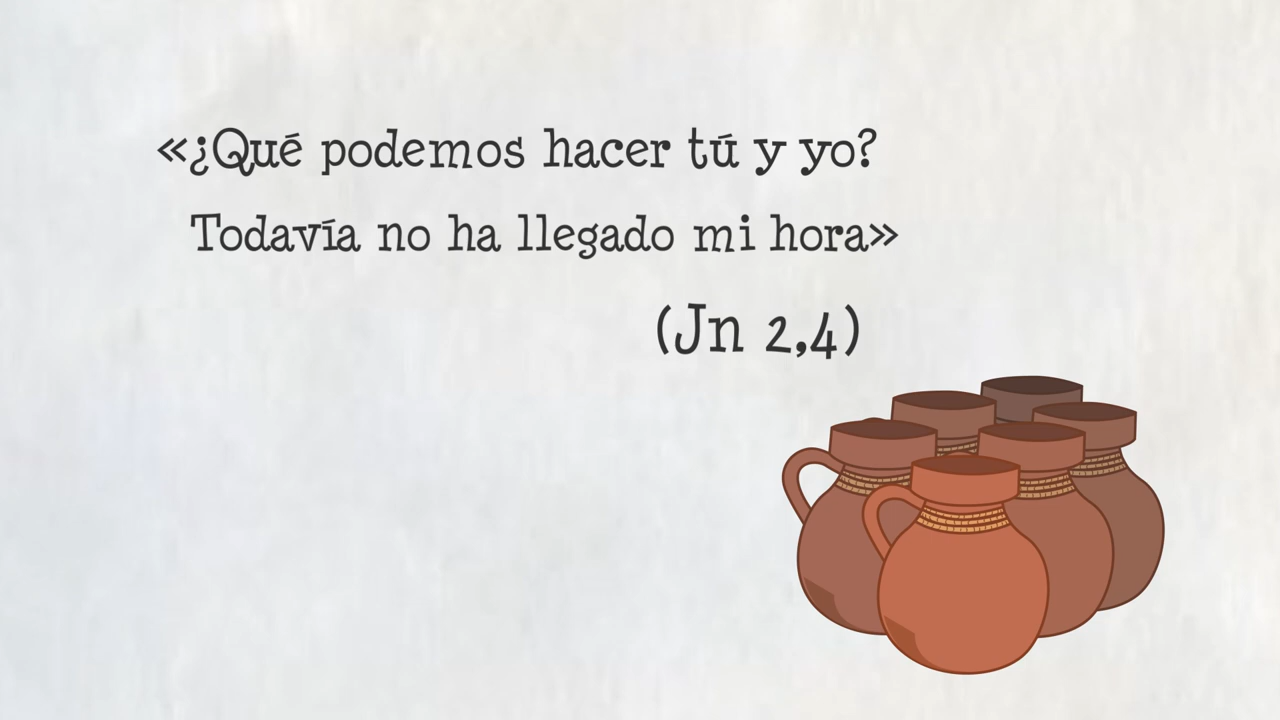 «¿Qué podemos hacer tú y yo?
Todavía no ha llegado mi hora»
(Jn 2,4)